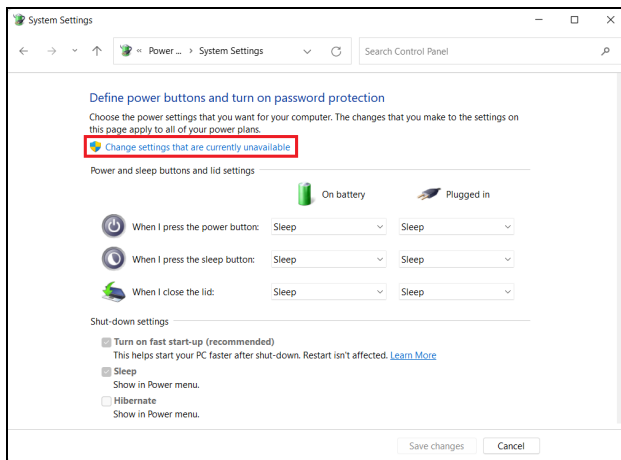 System Settings
« Power ... › System Settings
Search Control Panel
Define power buttons and turn on password protection
Choose the power settings that you want for your computer. The changes that you make to the settings on
this page apply to all of your power plans.
Change settings that are currently unavailable
Power and sleep buttons and lid settings
On battery Plugged in
When I press the power button: Sleep Sleep
When I press the sleep button: Sleep Sleep
When I close the lid: Sleep Sleep
Shut-down settings
Turn on fast start-up (recommended)
This helps start your PC faster after shut-down. Restart isn't affected. Learn More
Sleep
Show in Power menu.
Hibernate
Show in Power menu.
Save changes Cancel